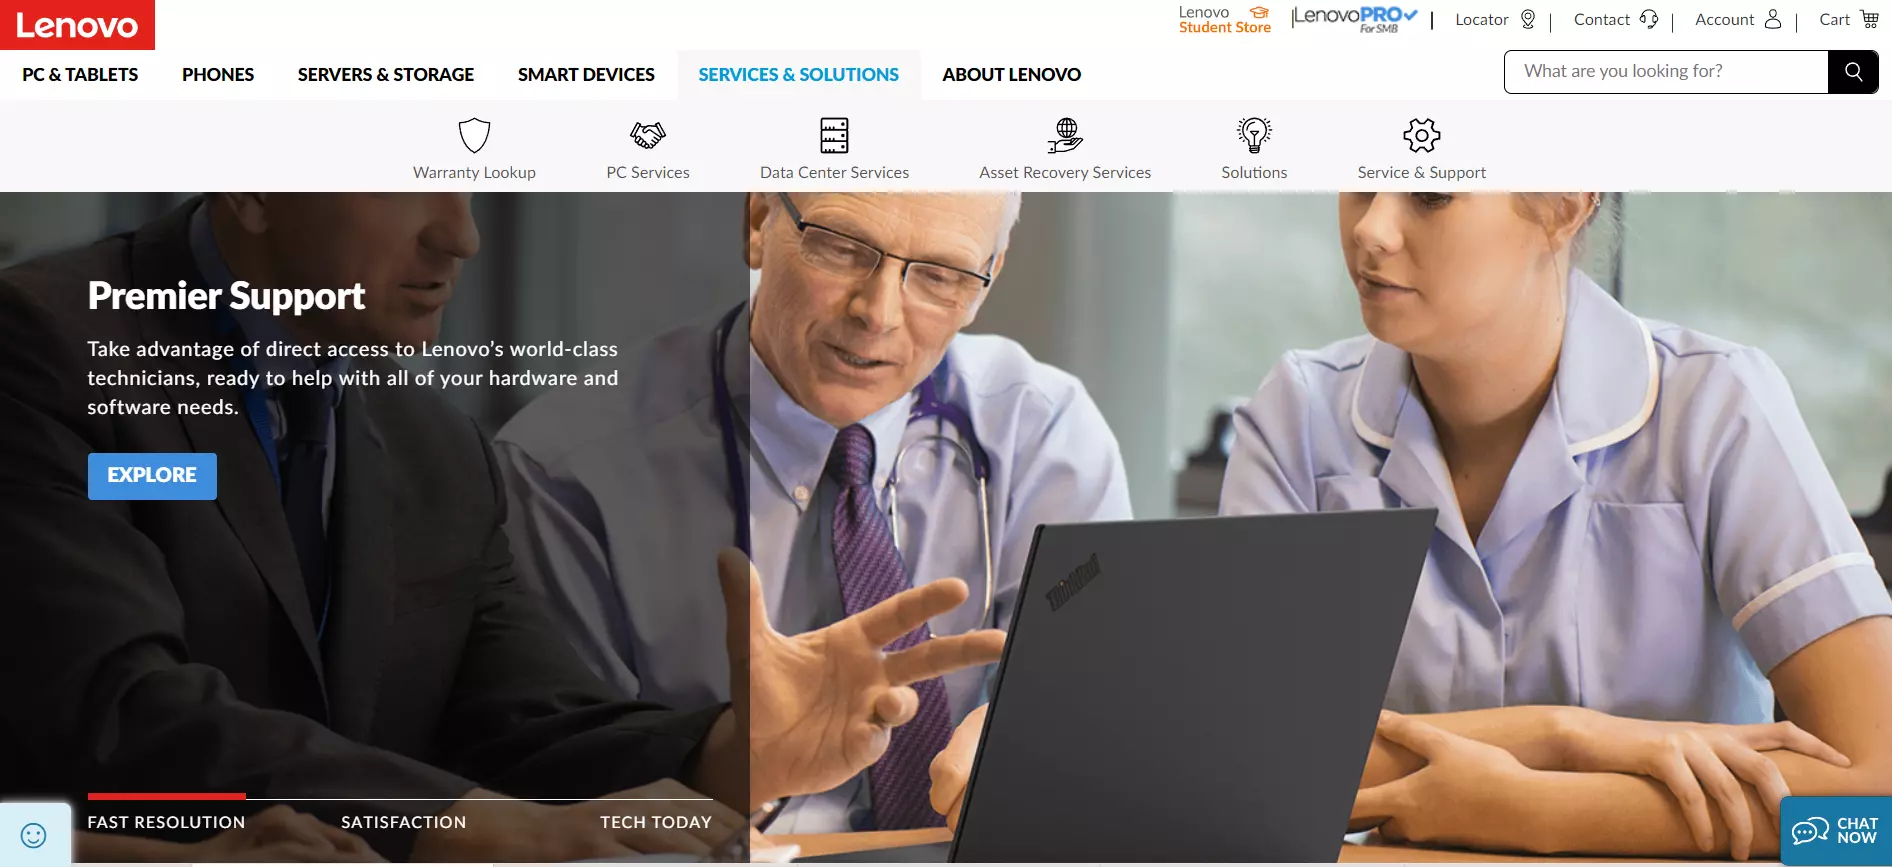 Lenovo
Lenovo
Student Store
LenovoPRO
For SMB
Locator
Contact
Account
Cart
PC & TABLETS
PHONES
SERVERS & STORAGE
SMART DEVICES
SERVICES & SOLUTIONS
ABOUT LENOVO
What are you looking for?
Warranty Lookup
PC Services
Data Center Services
Asset Recovery Services
Solutions
Service & Support
Premier Support
Take advantage of direct access to Lenovo’s world-class
technicians, ready to help with all of your hardware and
software needs.
EXPLORE
ThinkPad
FAST RESOLUTION
SATISFACTION
TECH TODAY
CHAT
NOW